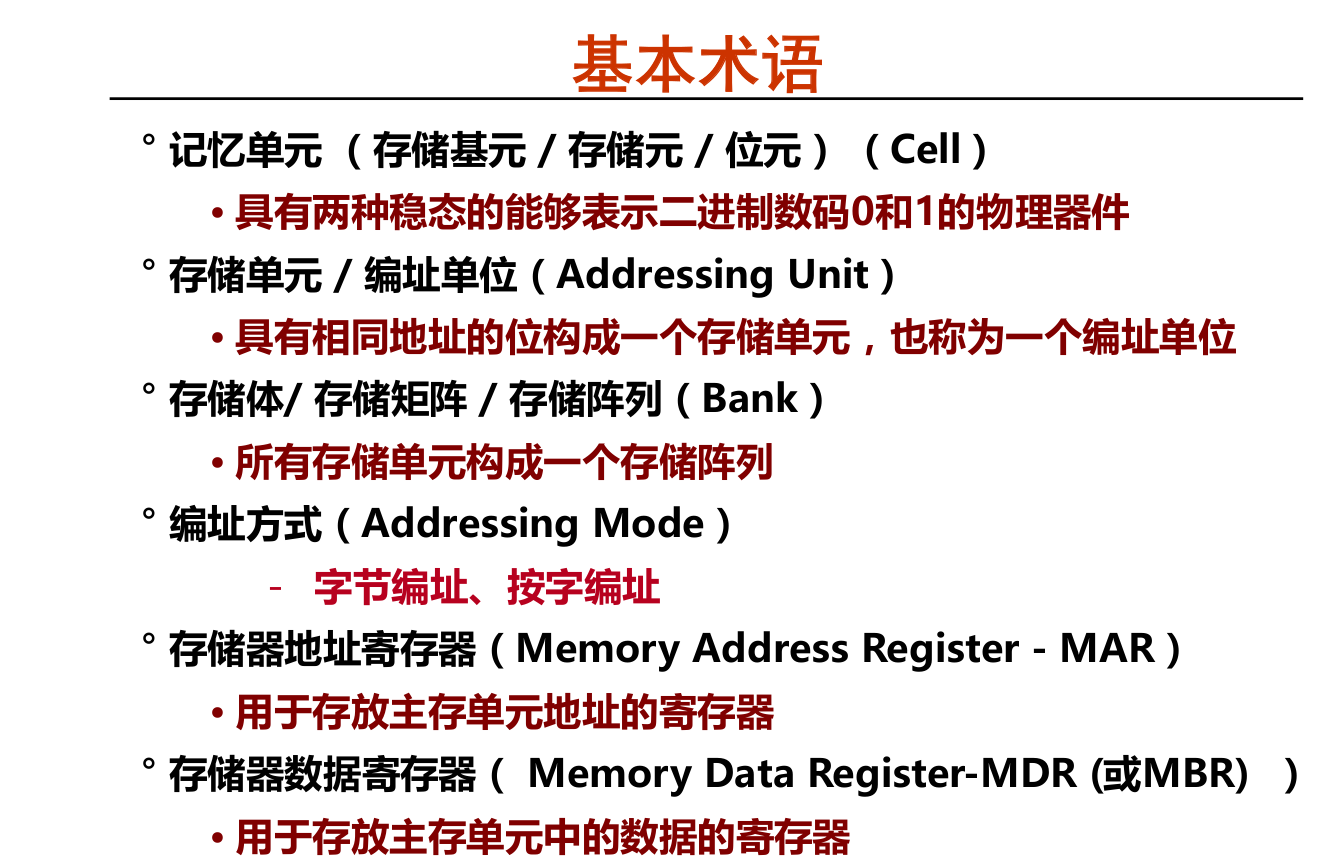 基本术语
° 记忆单元 （ 存储基元 / 存储元 / 位元 ） （ Cell ）
• 具有两种稳态的能够表示二进制数码0和1的物理器件
° 存储单元 / 编址单位（ Addressing Unit ）
• 具有相同地址的位构成一个存储单元，也称为一个编址单位
° 存储体/ 存储矩阵 / 存储阵列（ Bank ）
• 所有存储单元构成一个存储阵列
° 编址方式（ Addressing Mode ）
- 字节编址、按字编址
° 存储器地址寄存器（ Memory Address Register - MAR ）
• 用于存放主存单元地址的寄存器
° 存储器数据寄存器（ Memory Data Register-MDR (或MBR) ）
• 用于存放主存单元中的数据的寄存器